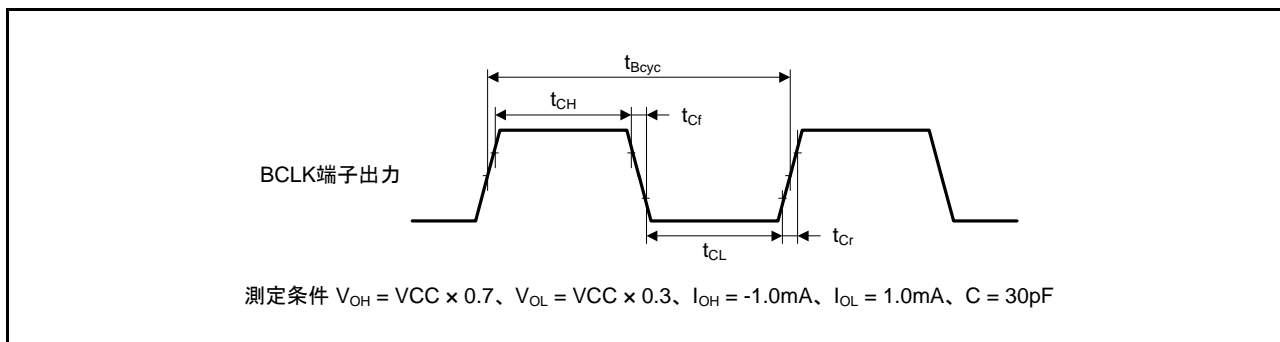 tBcyc
tCH
tCf
BCLK端子出力
tCL
tCr
測定条件 VOH = VCC × 0.7、VOL = VCC × 0.3、IOH = -1.0mA、IOL = 1.0mA、C = 30pF